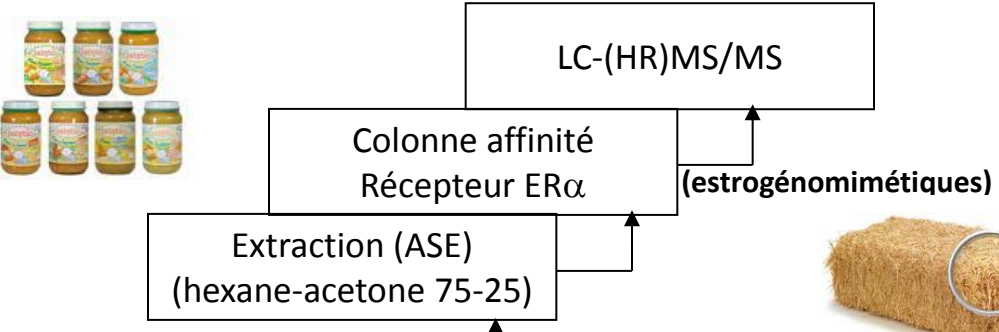 LC-(HR)MS/MS
Colonne affinité
Récepteur ERα
(estrogénomimétiques)
Extraction (ASE)
(hexane-acetone 75-25)